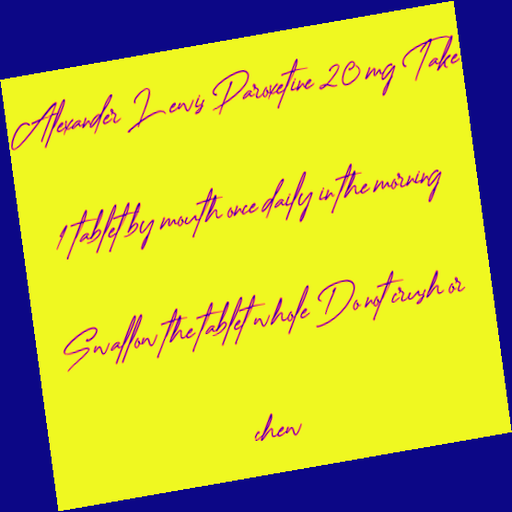 Alexander Lewis Paroxetine 20 mg Take
1 tablet by mouth once daily in the morning
Swallow the tablet whole Do not crush or
chew